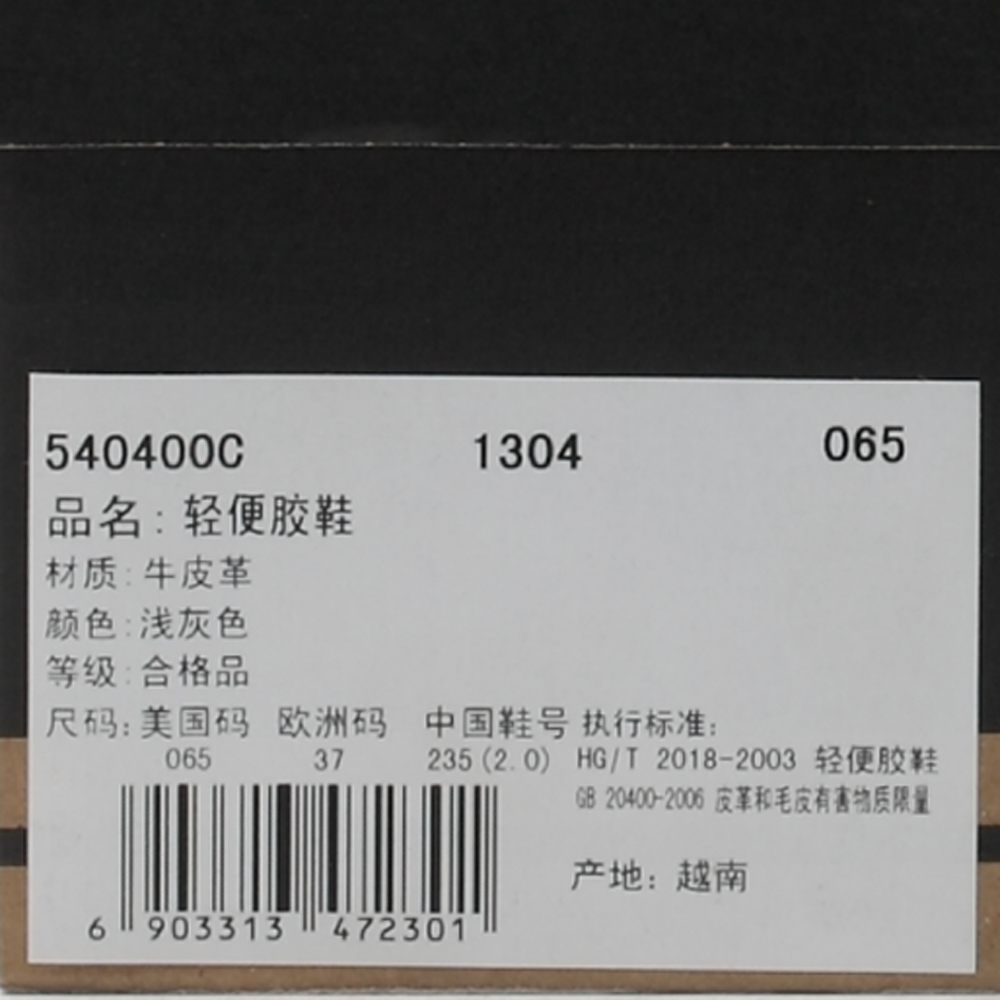 540400C 1304 065
品名: 轻便胶鞋
材质: 牛皮革
颜色: 浅灰色
等级: 合格品
尺码: 美国码 欧洲码 中国鞋号 执行标准:
065 37 235(2.0) HG/T 2018-2003 轻便胶鞋
GB 20400-2006 皮革和毛皮有害物质限量
产地: 越南
6 903313 472301